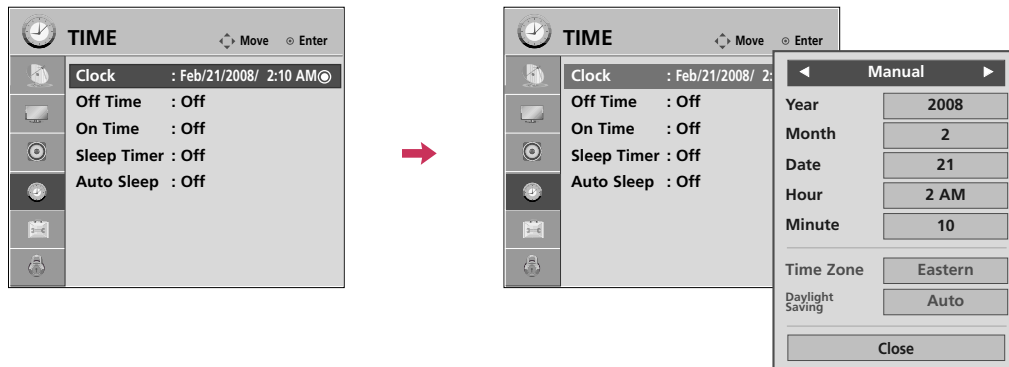 TIME
Move Enter
Clock : Feb/21/2008/ 2:10 AM
Off Time : Off
On Time : Off
Sleep Timer : Off
Auto Sleep : Off
TIME
Move Enter
Clock : Feb/21/2008/ 2:
Off Time : Off
On Time : Off
Sleep Timer : Off
Auto Sleep : Off
◀ Manual ▶
Year 2008
Month 2
Date 21
Hour 2 AM
Minute 10
Time Zone Eastern
Daylight
Saving Auto
Close